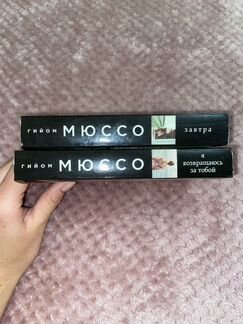 гийом МЮССО завтра
гийом МЮССО я
возвращаюсь
за тобой